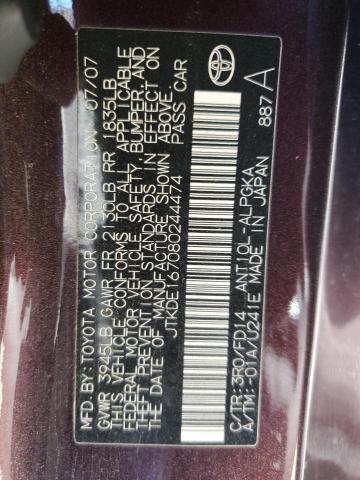 MFD.BY:TOYOTA MOTOR CORPORATION 07/07
GVWR 3945LB GAWR FR 2130LB RR 1835LB
THIS VEHICLE CONFORMS TO ALL APPLICABLE
FEDERAL MOTOR VEHICLE SAFETY, BUMPER, AND
THEFT PREVENTION STANDARDS IN EFFECT ON
THE DATE OF MANUFACTURE SHOWN ABOVE.
JTKDE167080244474 PASS CAR
C/TR:3R0/FD14 ANT10L-ALPGKA
A/TM:-01A/U241E MADE IN JAPAN
887 A
TOYOTA